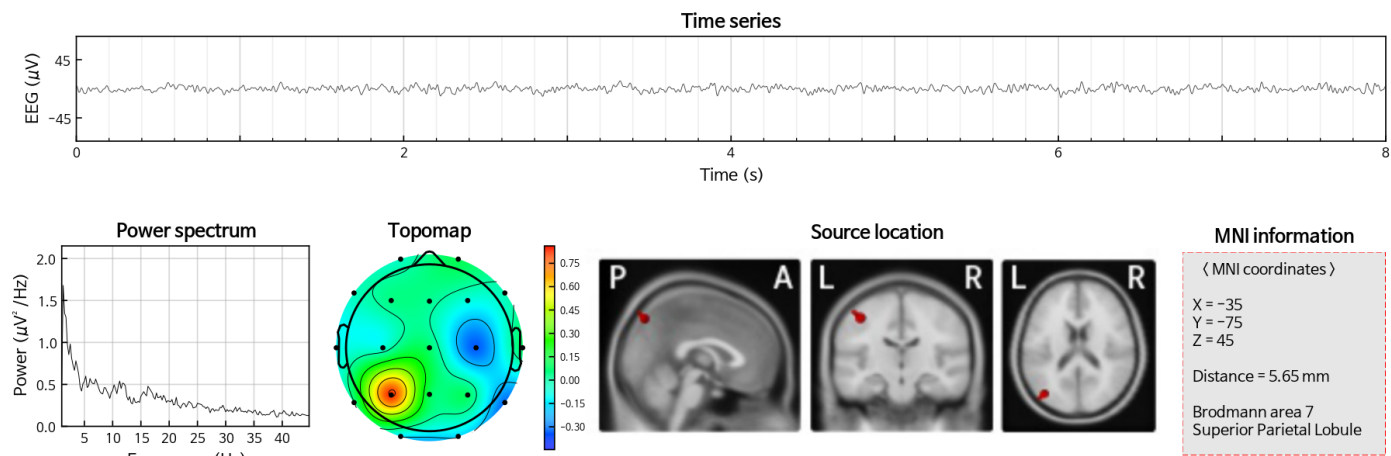 Time series
EEG (μV)
45
−45
0 2 4 6 8
Time (s)
Power spectrum
Power (μV²/Hz)
2.0
1.5
1.0
0.5
0.0
5 10 15 20 25 30 35 40
Topomap
0.75
0.60
0.45
0.30
0.15
0.00
−0.15
−0.30
Source location
P A
L R
L R
MNI information
〈 MNI coordinates 〉
X = −35
Y = −75
Z = 45
Distance = 5.65 mm
Brodmann area 7
Superior Parietal Lobule